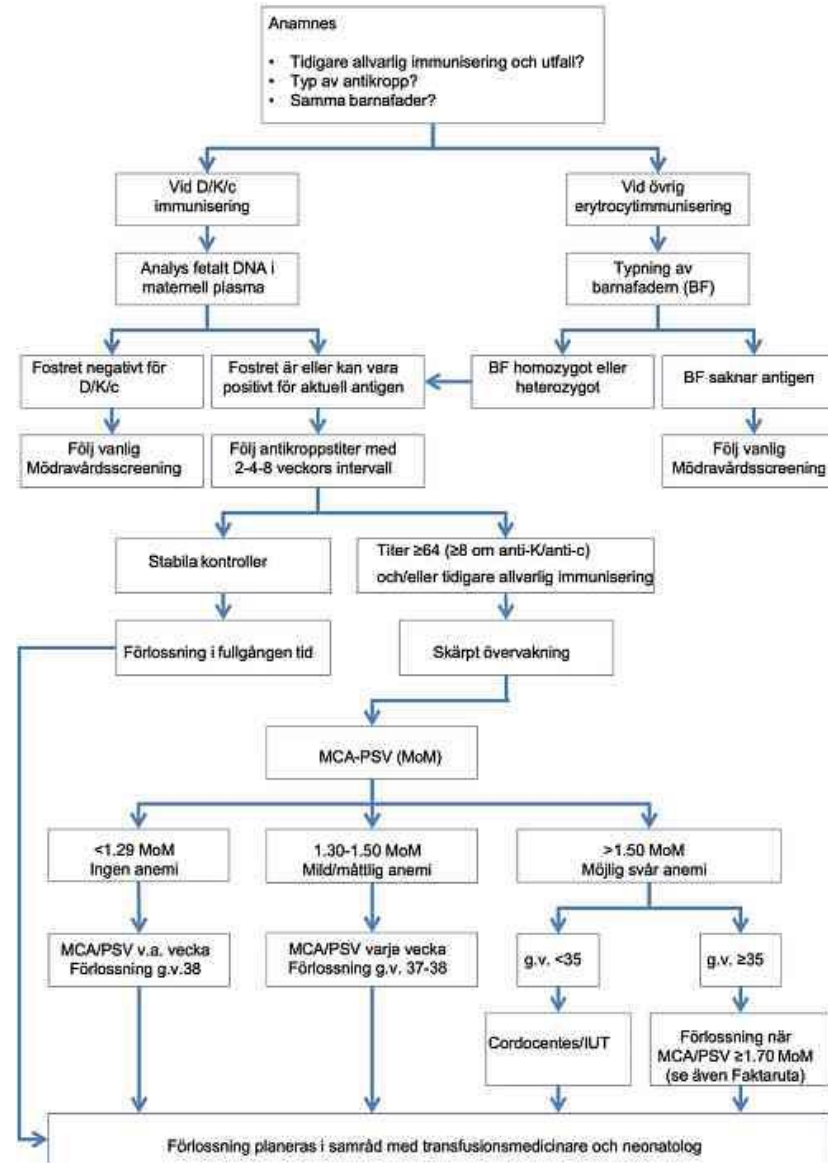 Anamnes
• Tidigare allvarlig immunisering och utfall?
• Typ av antikropp?
• Samma barnafader?
Vid D/K/c
immunisering
Vid övrig
erytrocytimmunisering
Analys fetalt DNA i
maternell plasma
Typning av
barnafadern (BF)
Fostret negativt för
D/K/c
Fostret är eller kan vara
positivt för aktuell antigen
BF homozygot eller
heterozygot
BF saknar antigen
Följ vanlig
Mödravårdsscreening
Följ antikroppstiter med
2-4-8 veckors intervall
Följ vanlig
Mödravårdsscreening
Stabila kontroller
Titer ≥64 (≥8 om anti-K/anti-c)
och/eller tidigare allvarlig immunisering
Förlossning i fullgången tid
Skärpt övervakning
MCA-PSV (MoM)
<1.29 MoM
Ingen anemi
1.30-1.50 MoM
Mild/måttlig anemi
>1.50 MoM
Möjlig svår anemi
MCA/PSV v.a. vecka
Förlossning g.v.38
MCA/PSV varje vecka
Förlossning g.v. 37-38
g.v. <35
g.v. ≥35
Cordocentes/IUT
Förlossning när
MCA/PSV ≥1.70 MoM
(se även Faktaruta)
Förlossning planeras i samråd med transfusionsmedicinare och neonatolog